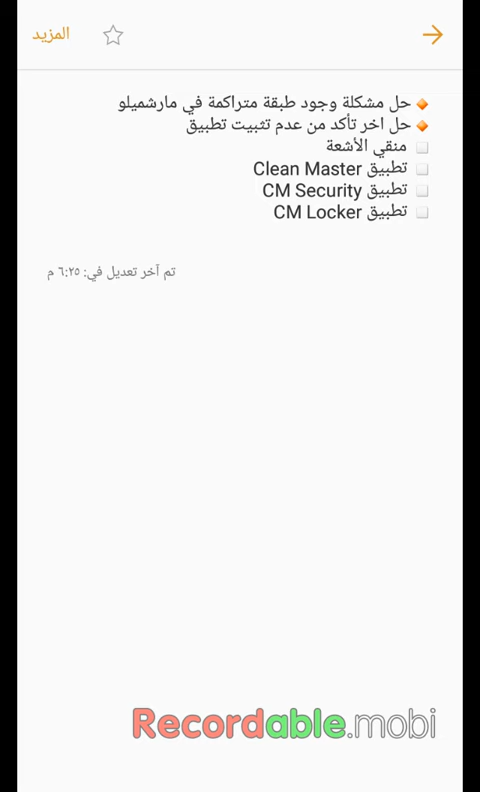 المزيد
🔸 حل مشكلة وجود طبقة متراكمة في مارشميلو
🔸 حل اخر تأكد من عدم تثبيت تطبيق
◻ منقي الأشعة
◻ تطبيق Clean Master
◻ تطبيق CM Security
◻ تطبيق CM Locker
تم آخر تعديل في: ٦:٢٥ م
Recordable.mobi